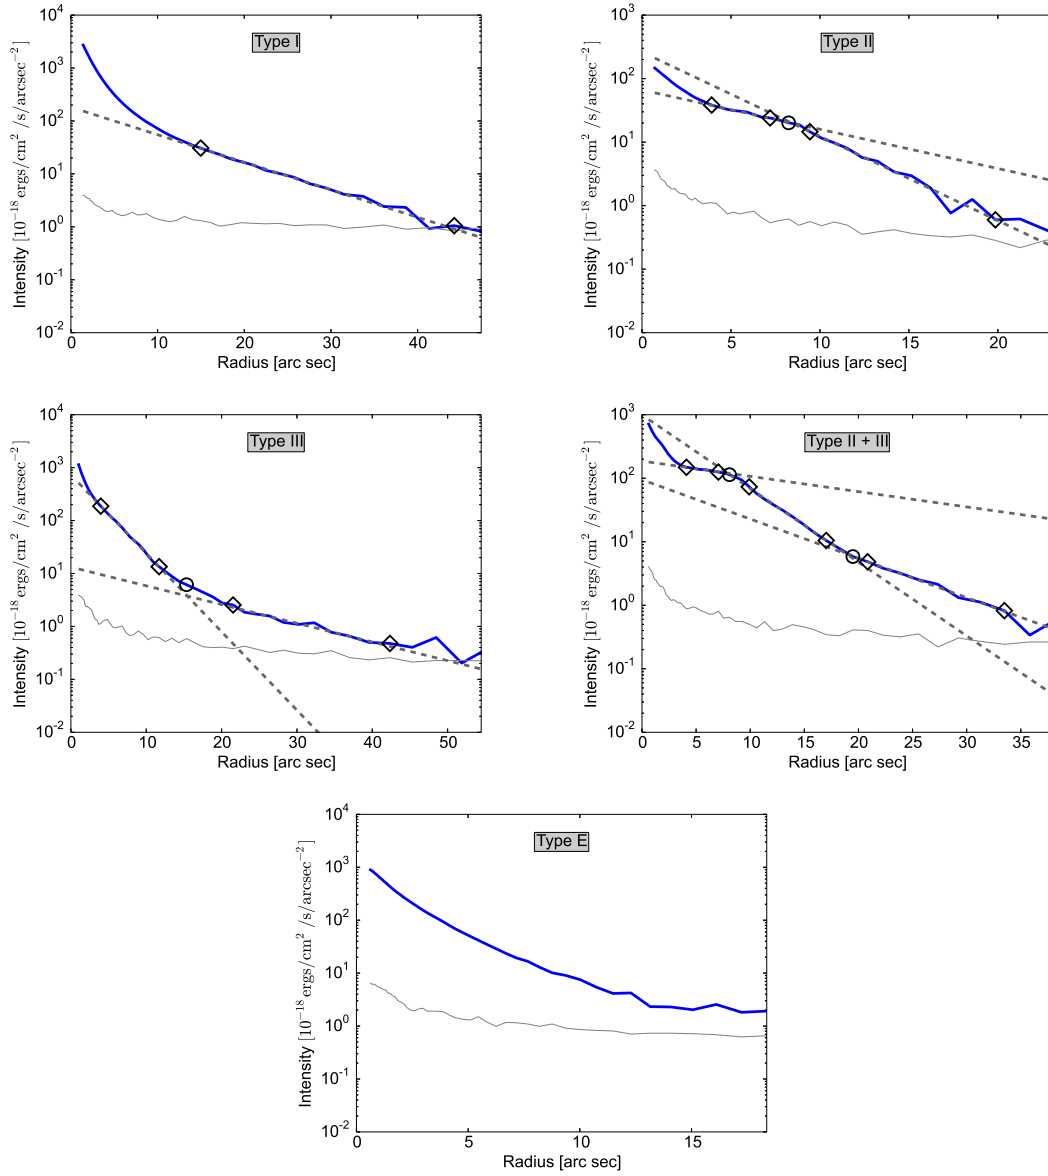 Type I
10^4
10^3
10^2
10^1
10^0
10^-1
10^-2
0 10 20 30 40
Radius [arc sec]
Intensity [10^−18 ergs/cm^2 /s/arcsec^−2]
Type II
10^3
10^2
10^1
10^0
10^-1
10^-2
0 5 10 15 20
Radius [arc sec]
Intensity [10^−18 ergs/cm^2 /s/arcsec^−2]
Type III
10^4
10^3
10^2
10^1
10^0
10^-1
10^-2
0 10 20 30 40 50
Radius [arc sec]
Intensity [10^−18 ergs/cm^2 /s/arcsec^−2]
Type II + III
10^3
10^2
10^1
10^0
10^-1
10^-2
0 5 10 15 20 25 30 35
Radius [arc sec]
Intensity [10^−18 ergs/cm^2 /s/arcsec^−2]
Type E
10^4
10^3
10^2
10^1
10^0
10^-1
10^-2
0 5 10 15
Radius [arc sec]
Intensity [10^−18 ergs/cm^2 /s/arcsec^−2]